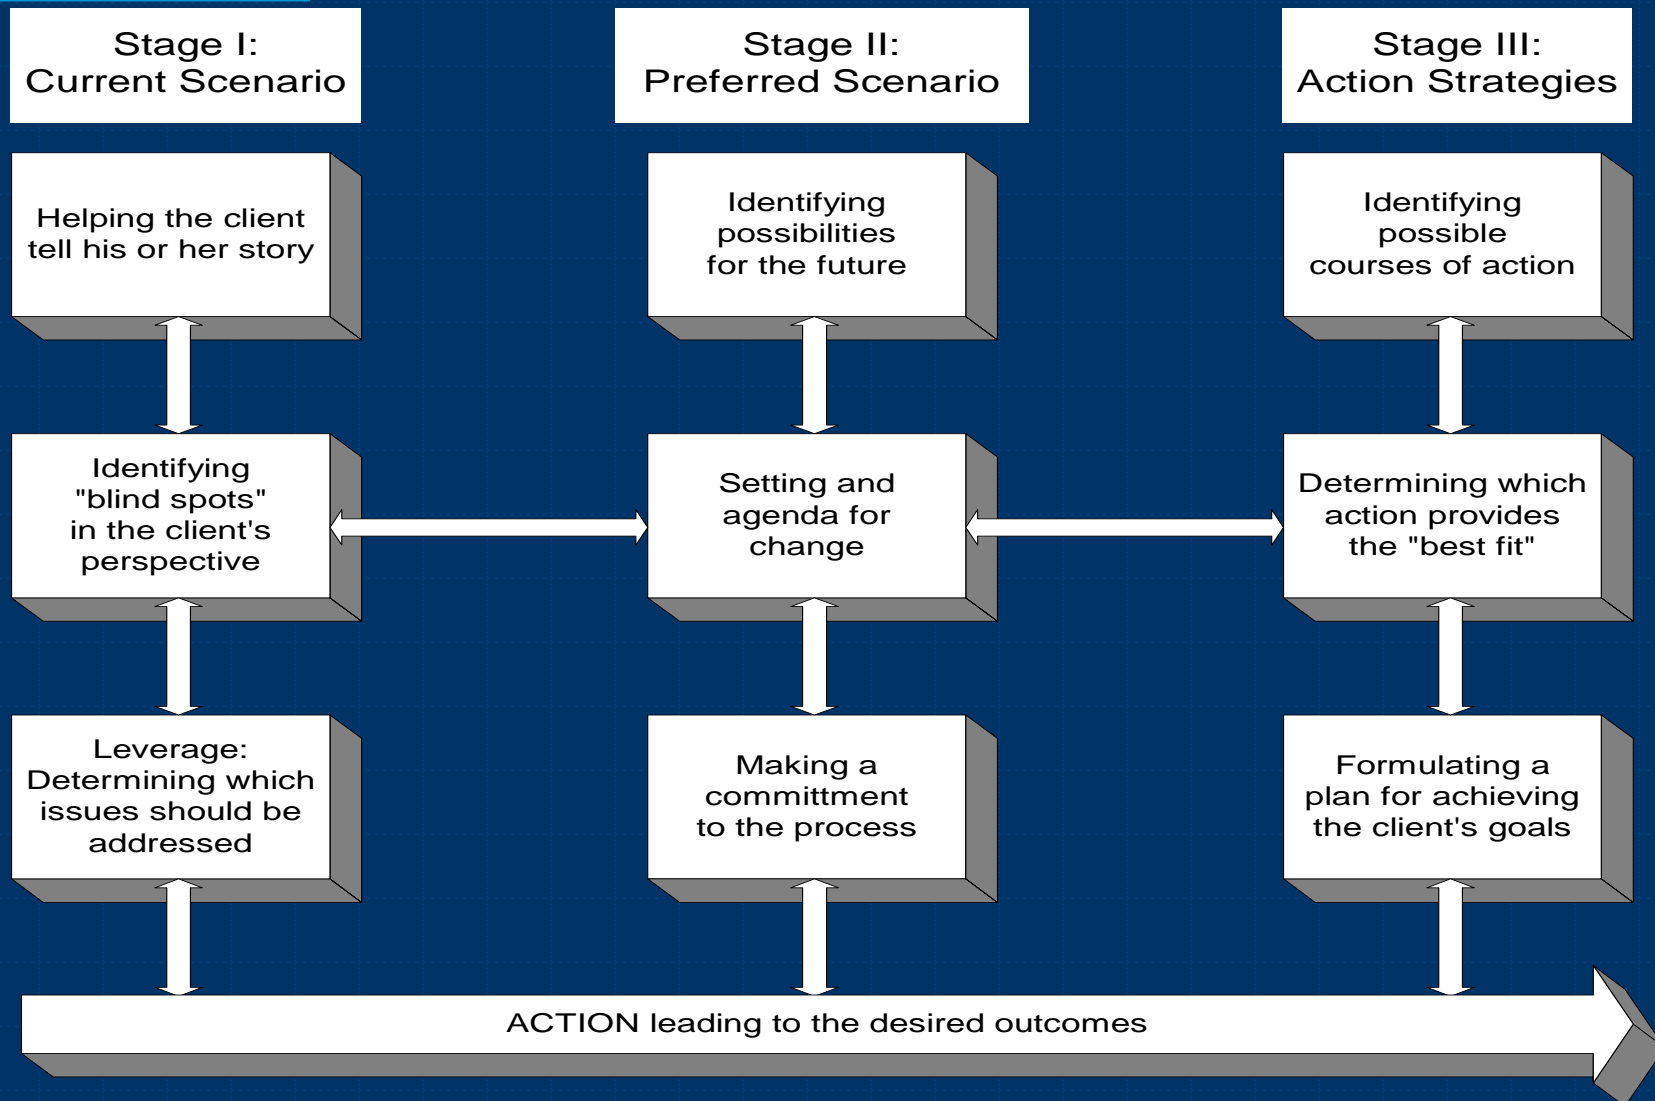 Stage I:
Current Scenario
Stage II:
Preferred Scenario
Stage III:
Action Strategies
Helping the client
tell his or her story
Identifying
possibilities
for the future
Identifying
possible
courses of action
Identifying
"blind spots"
in the client's
perspective
Setting and
agenda for
change
Determining which
action provides
the "best fit"
Leverage:
Determining which
issues should be
addressed
Making a
committment
to the process
Formulating a
plan for achieving
the client's goals
ACTION leading to the desired outcomes